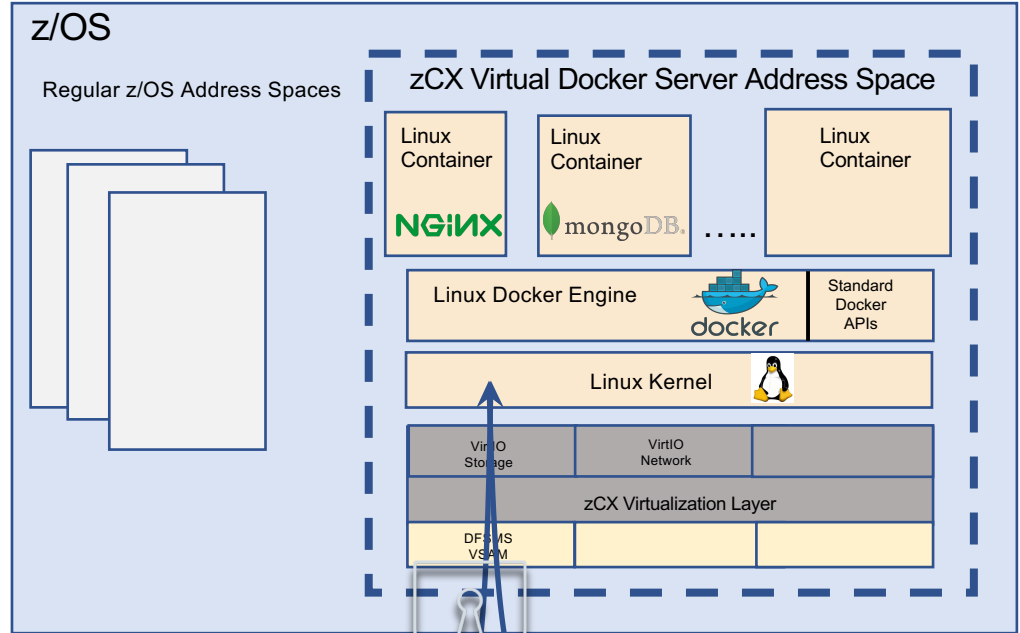 z/OS
Regular z/OS Address Spaces
zCX Virtual Docker Server Address Space
Linux
Container
NGiNX
Linux
Container
mongoDB.
.....
Linux
Container
Linux Docker Engine
docker
Standard
Docker
APIs
Linux Kernel
VirtIO
Storage
VirtIO
Network
zCX Virtualization Layer
DFSMS
VSAM